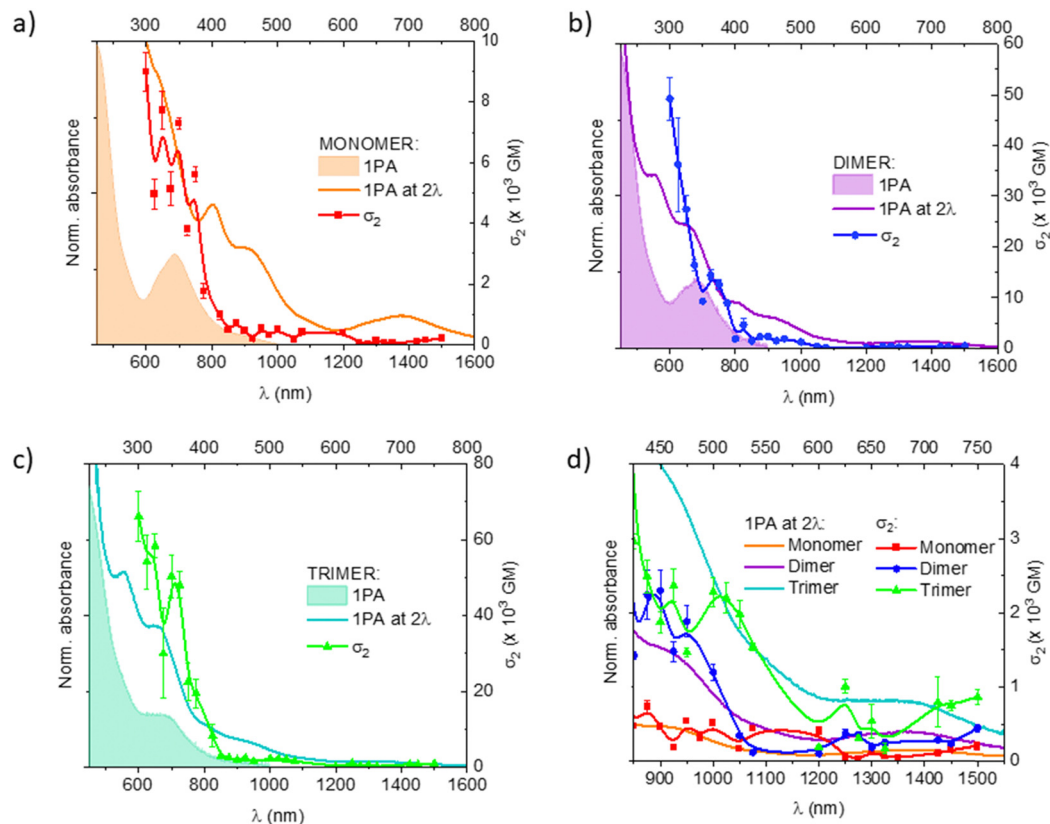 a)
300 400 500 600 700 800
10
8
6
4
2
0
Norm. absorbance
σ2 (x 10³ GM)
MONOMER:
1PA
1PA at 2λ
σ2
600 800 1000 1200 1400 1600
λ (nm)
b)
300 400 500 600 700 800
60
50
40
30
20
10
0
Norm. absorbance
σ2 (x 10³ GM)
DIMER:
1PA
1PA at 2λ
σ2
600 800 1000 1200 1400 1600
λ (nm)
c)
300 400 500 600 700 800
80
60
40
20
0
Norm. absorbance
σ2 (x 10³ GM)
TRIMER:
1PA
1PA at 2λ
σ2
600 800 1000 1200 1400 1600
λ (nm)
d)
450 500 550 600 650 700 750
4
3
2
1
0
Norm. absorbance
σ2 (x 10³ GM)
1PA at 2λ: σ2:
Monomer Monomer
Dimer Dimer
Trimer Trimer
900 1000 1100 1200 1300 1400 1500
λ (nm)